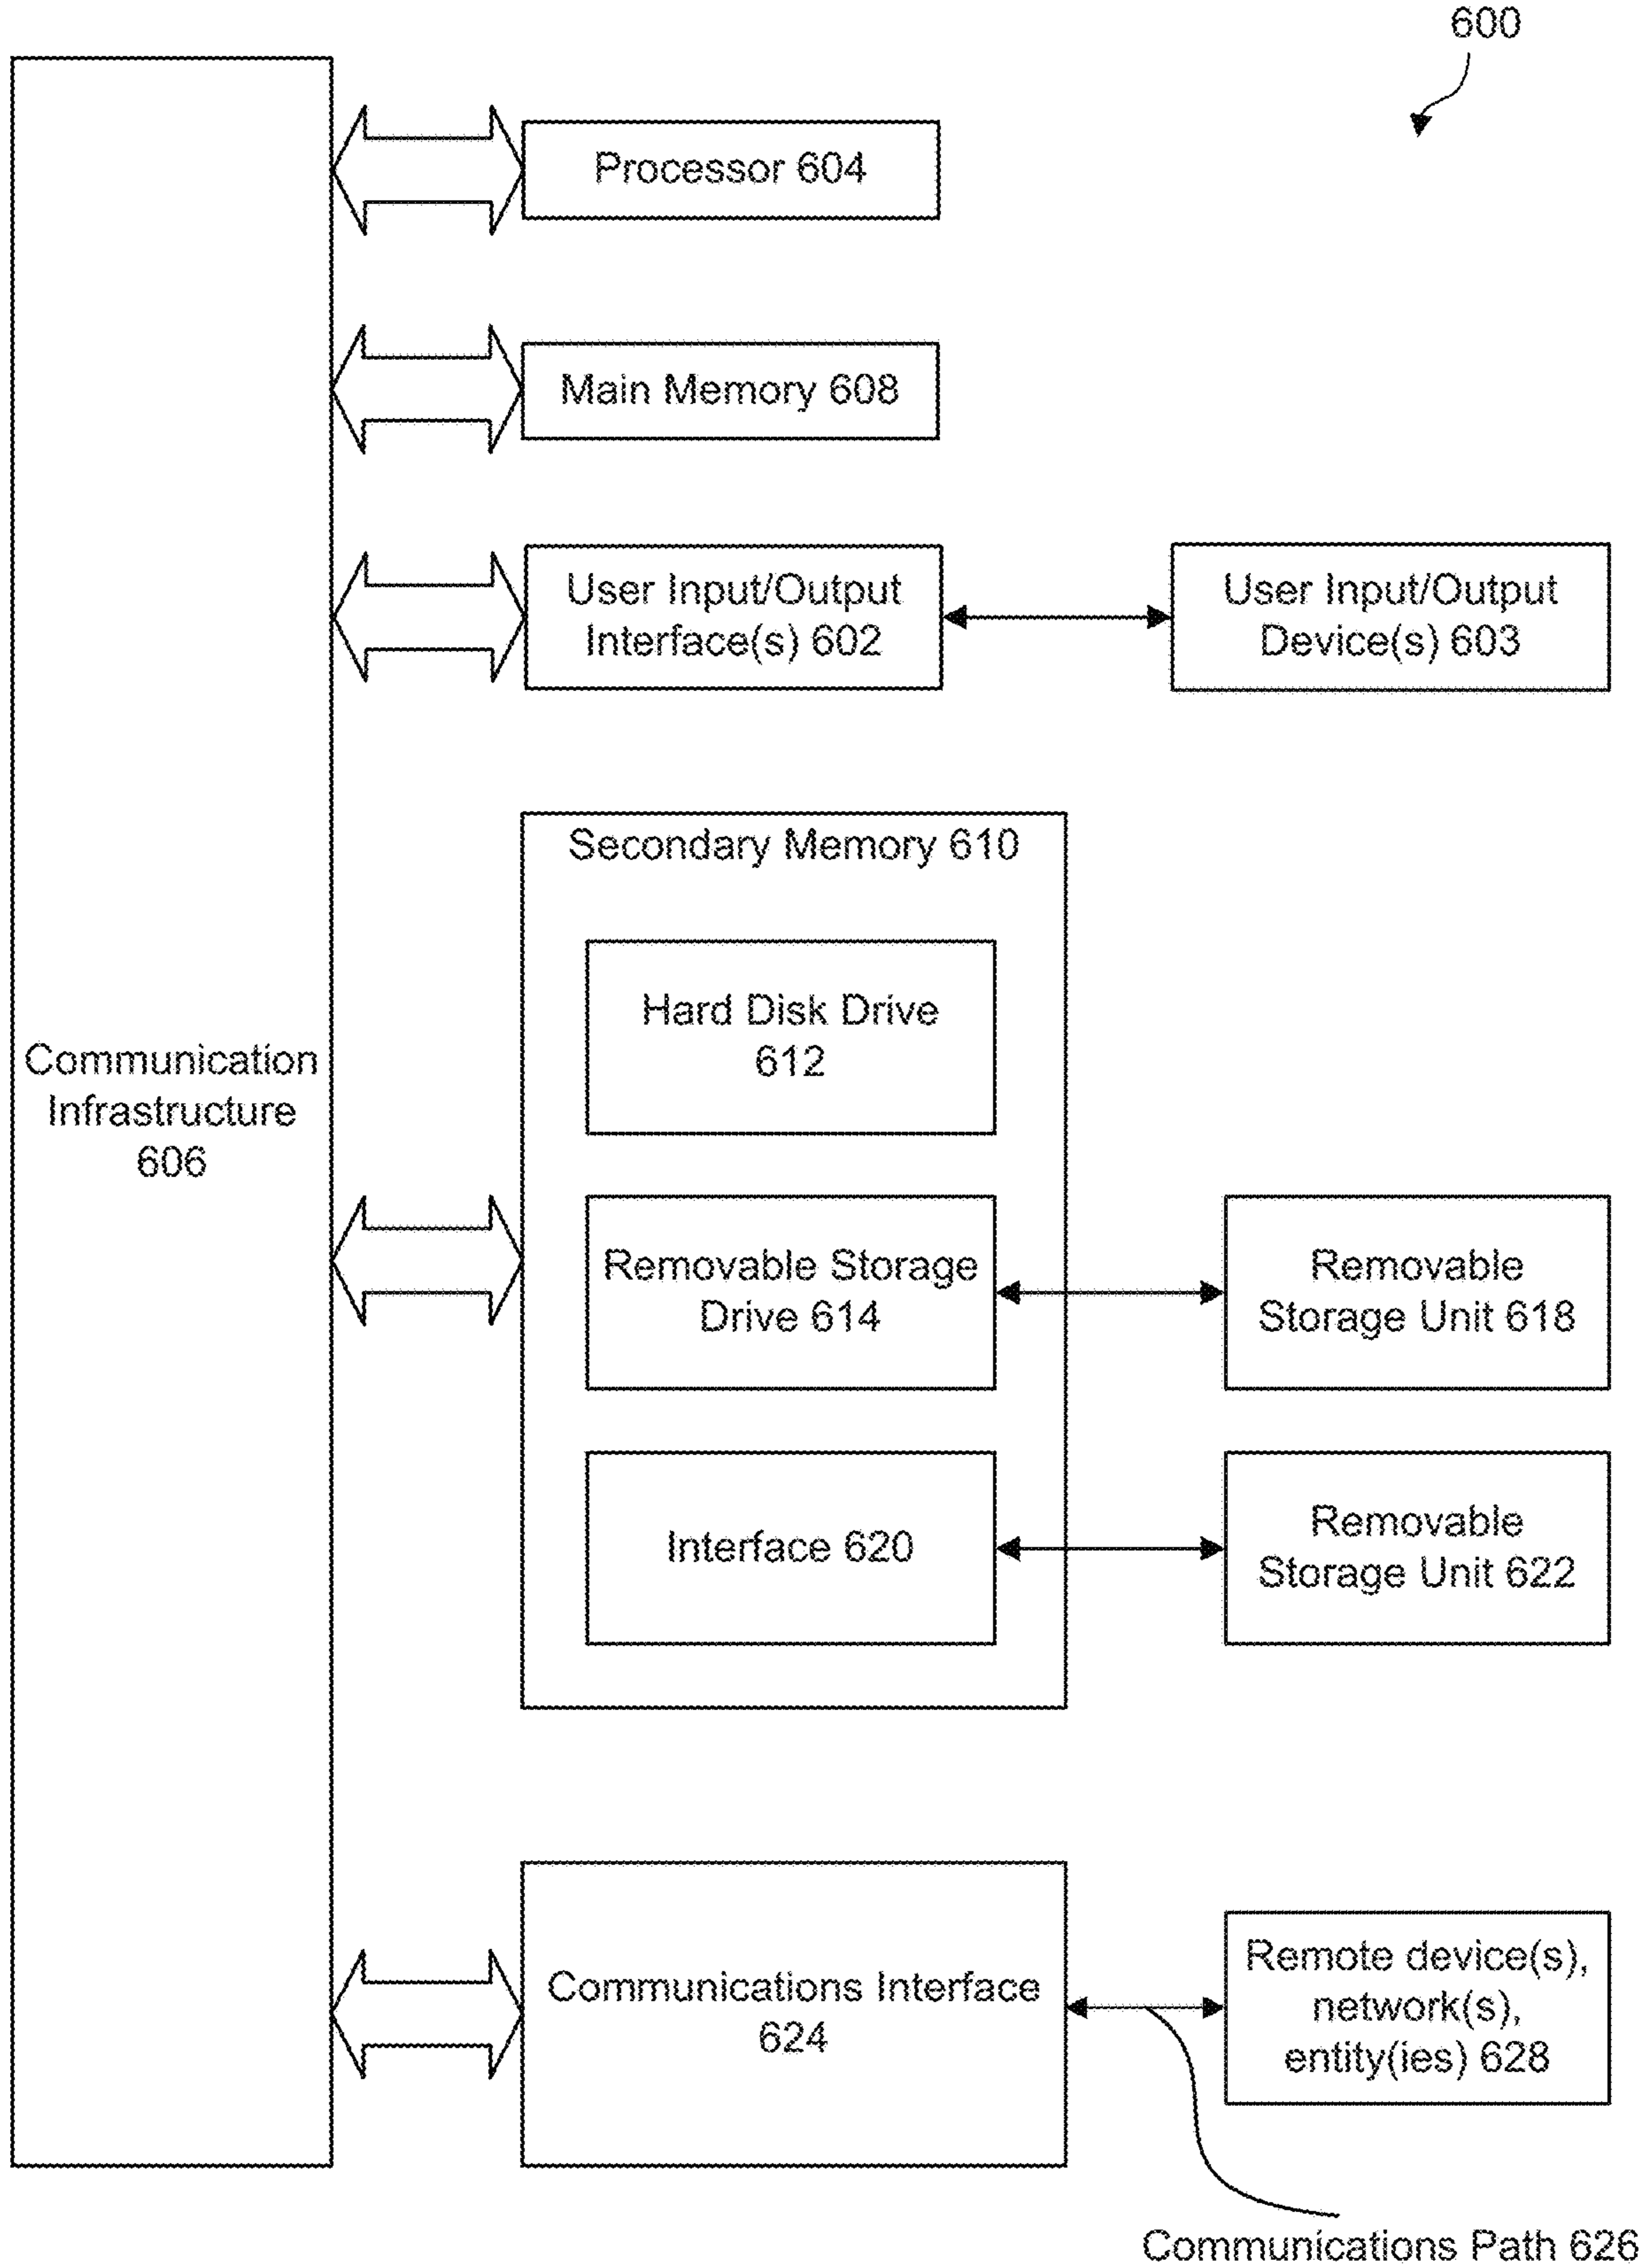 600
Processor 604
Main Memory 608
User Input/Output
Interface(s) 602
User Input/Output
Device(s) 603
Secondary Memory 610
Hard Disk Drive
612
Communication
Infrastructure
606
Removable Storage
Drive 614
Removable
Storage Unit 618
Interface 620
Removable
Storage Unit 622
Communications Interface
624
Remote device(s),
network(s),
entity(ies) 628
Communications Path 626